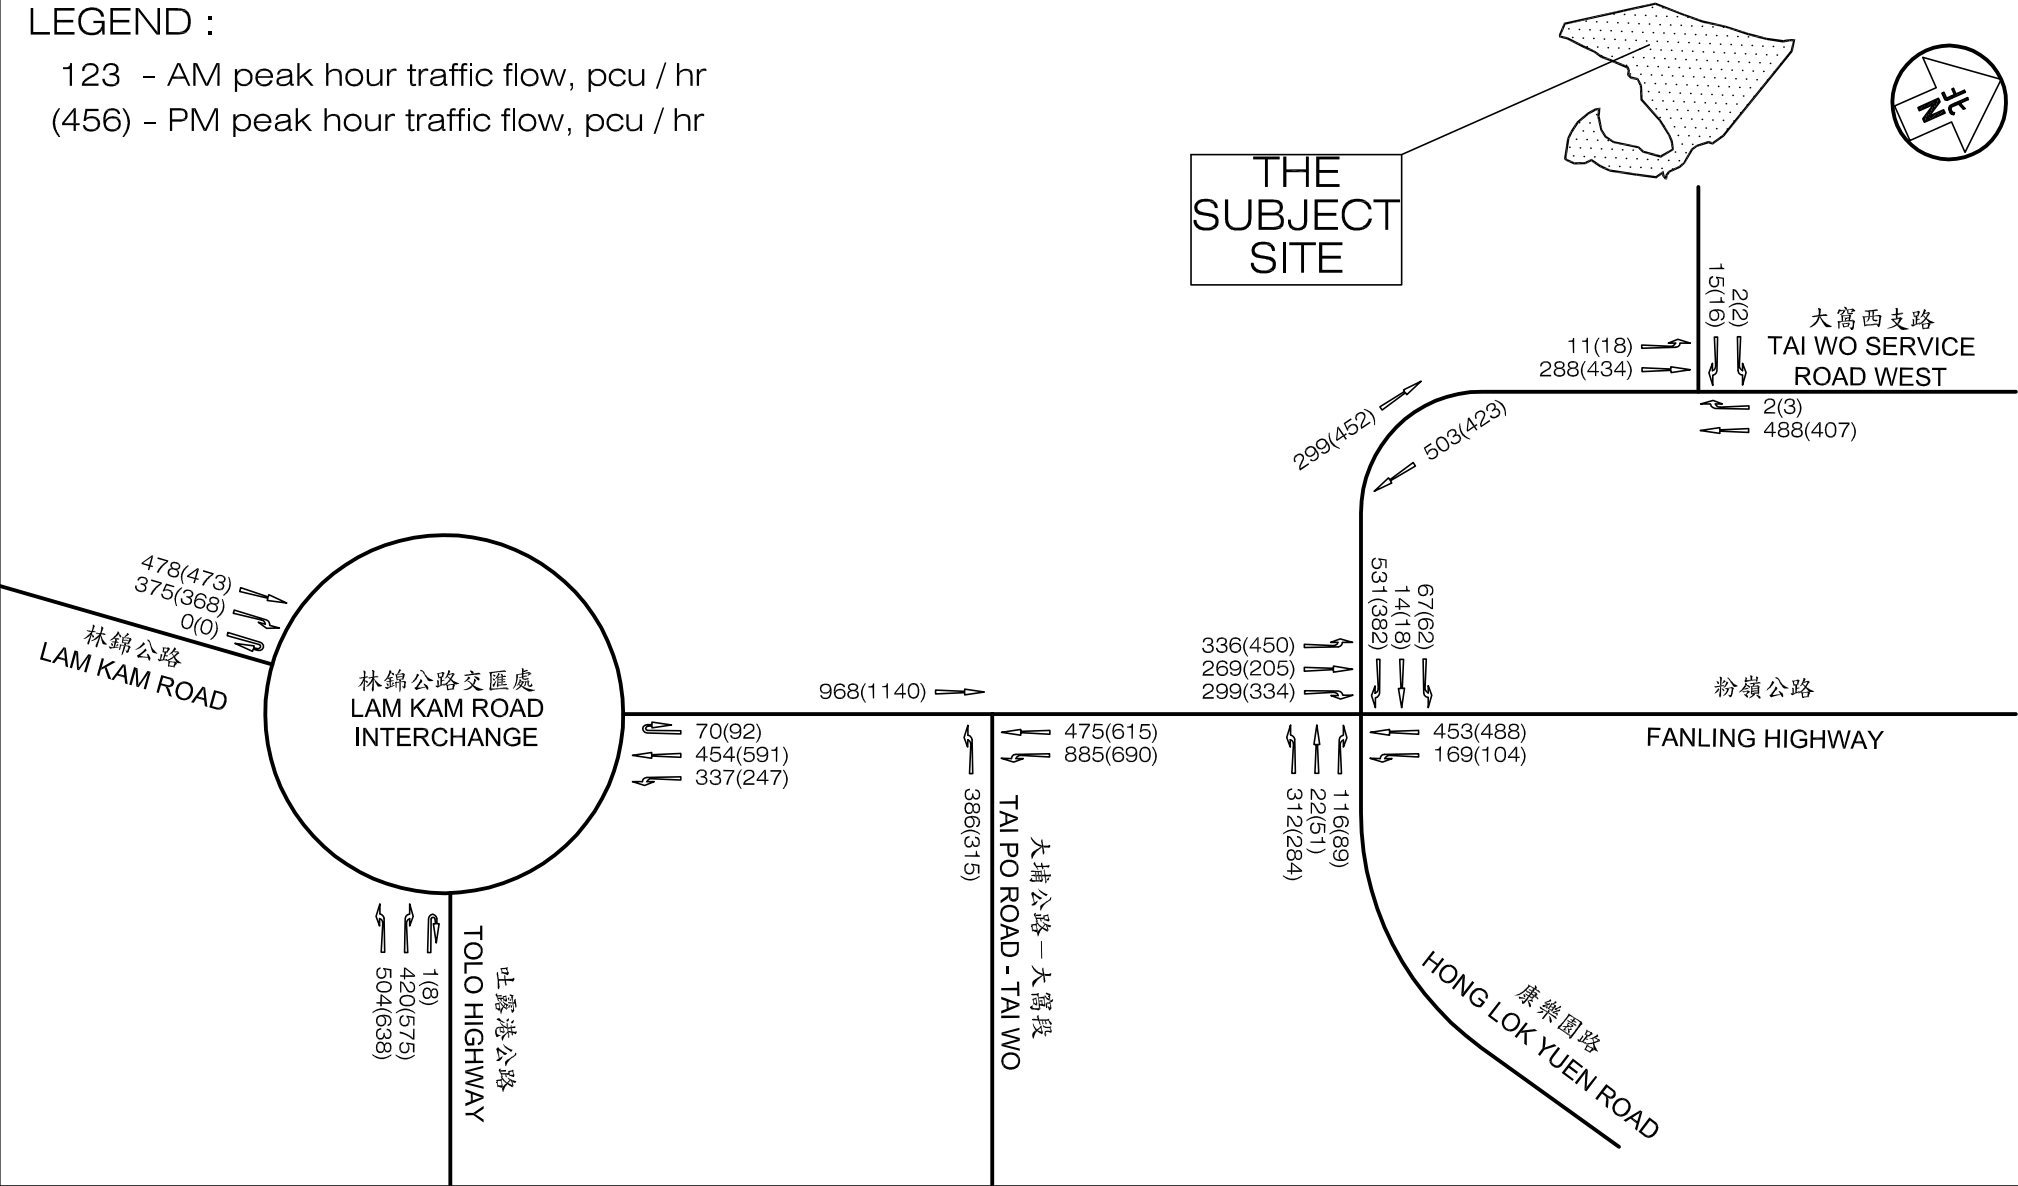 LEGEND :
123 - AM peak hour traffic flow, pcu / hr
(456) - PM peak hour traffic flow, pcu / hr
THE
SUBJECT
SITE
北
N
15(16)
2(2)
大窩西支路
TAI WO SERVICE
ROAD WEST
11(18)
288(434)
2(3)
488(407)
299(452)
503(423)
478(473)
375(368)
0(0)
林錦公路
LAM KAM ROAD
林錦公路交匯處
LAM KAM ROAD
INTERCHANGE
968(1140)
70(92)
454(591)
337(247)
475(615)
885(690)
386(315)
336(450)
269(205)
299(334)
531(382)
14(18)
67(62)
粉嶺公路
FANLING HIGHWAY
453(488)
169(104)
312(284)
22(51)
116(89)
504(638)
420(575)
1(8)
TOLO HIGHWAY
吐露港公路
TAI PO ROAD - TAI WO
大埔公路－大窩段
康樂園路
HONG LOK YUEN ROAD